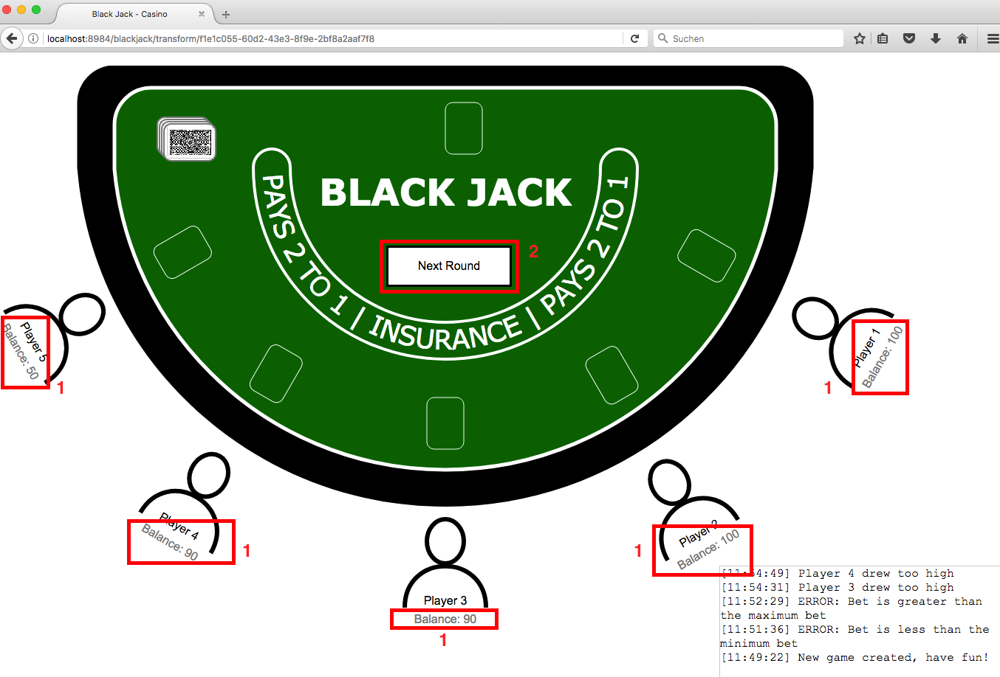 Black Jack - Casino
localhost:8984/blackjack/transform/f1e1c055-60d2-43e3-8f9e-2bf8a2aaf7f8
Suchen
BLACK JACK
PAYS 2 TO 1 | INSURANCE | PAYS 2 TO 1
Next Round
2
Player 5
Balance: 50
1
Player 1
Balance: 100
1
Player 4
Balance: 90
1
Player 2
Balance: 100
1
Player 3
Balance: 90
1
[11:54:49] Player 4 drew too high
[11:54:31] Player 3 drew too high
[11:52:29] ERROR: Bet is greater than
the maximum bet
[11:51:36] ERROR: Bet is less than the
minimum bet
[11:49:22] New game created, have fun!